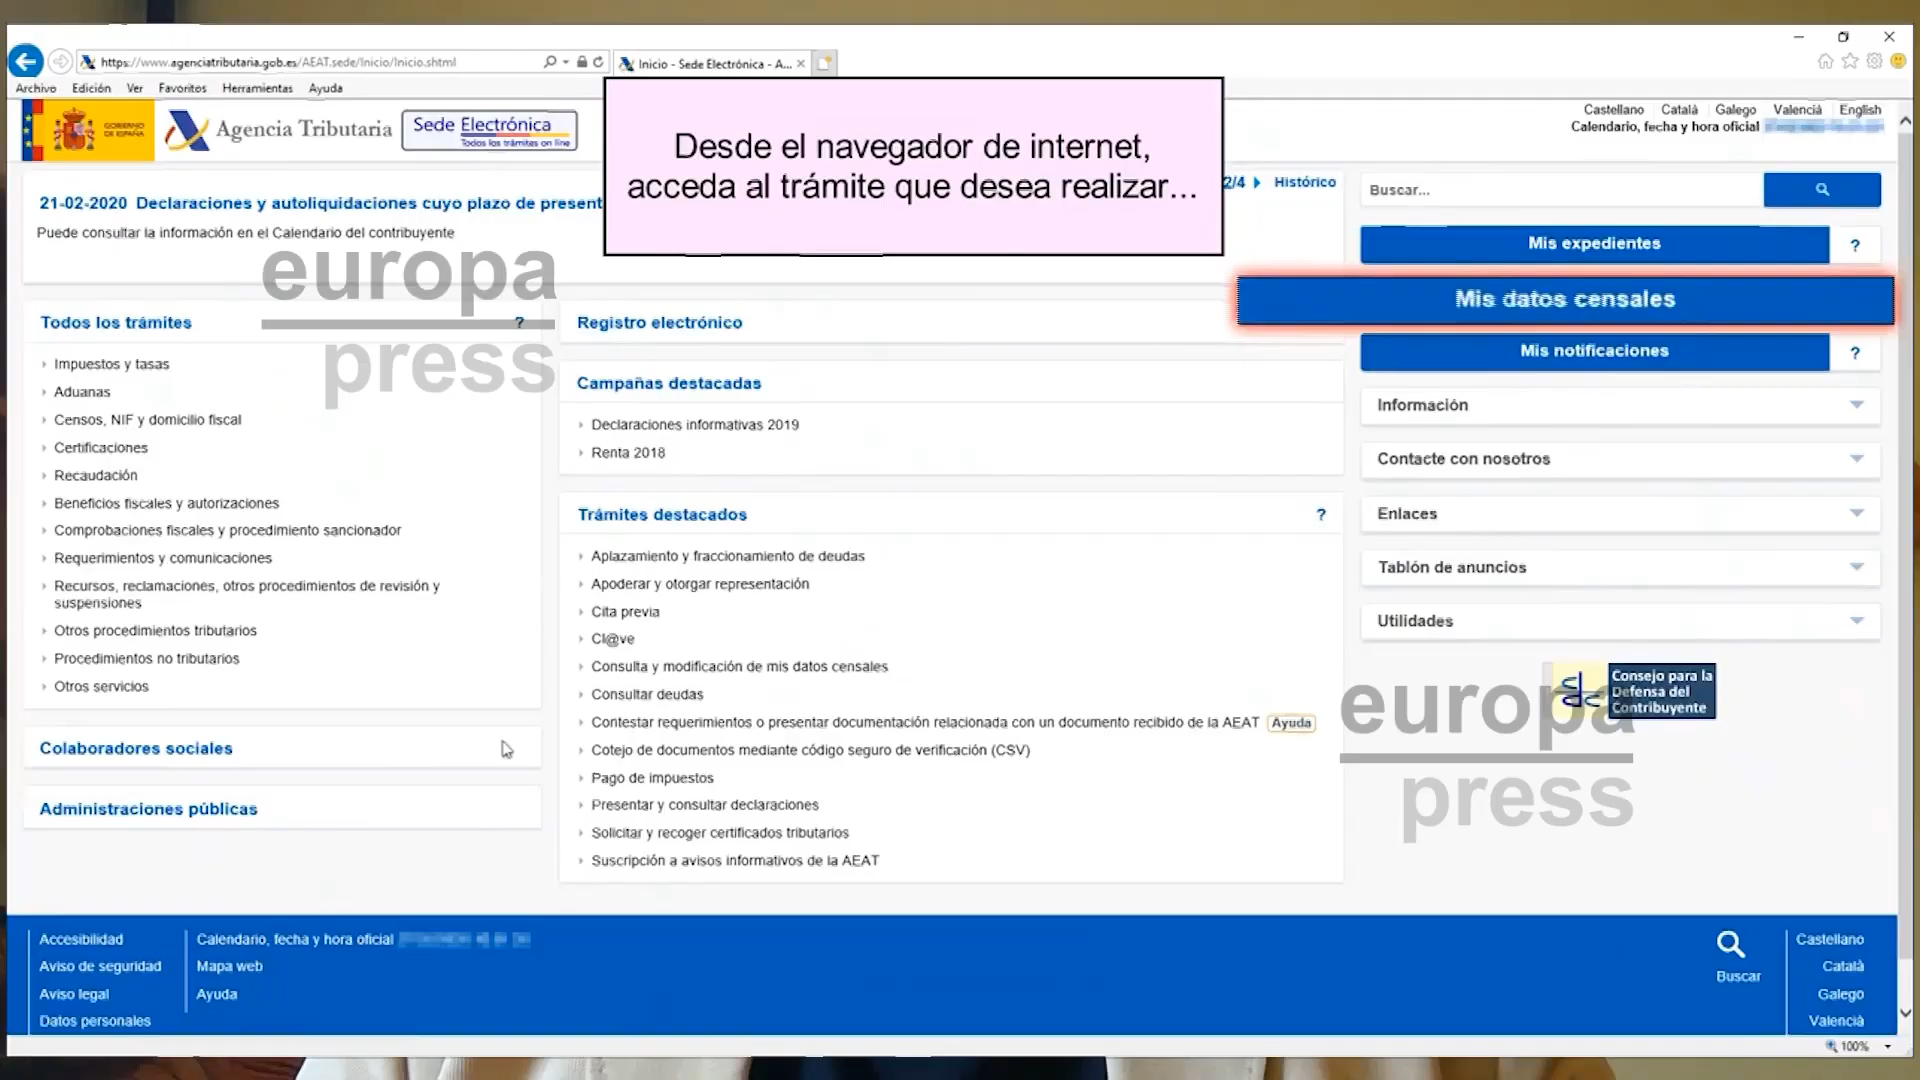 https://www.agenciatributaria.gob.es/AEAT.sede/Inicio/Inicio.shtml
Inicio - Sede Electrónica - A...
Archivo Edición Ver Favoritos Herramientas Ayuda
GOBIERNO DE ESPAÑA
Agencia Tributaria
Sede Electrónica
Todos los trámites on line
Desde el navegador de internet,
acceda al trámite que desea realizar...
Castellano Català Galego Valencià English
Calendario, fecha y hora oficial
21-02-2020 Declaraciones y autoliquidaciones cuyo plazo de present
Puede consultar la información en el Calendario del contribuyente
2/4 Histórico
Buscar...
Mis expedientes ?
Mis datos censales
Mis notificaciones ?
Información
Contacte con nosotros
Enlaces
Tablón de anuncios
Utilidades
Consejo para la
Defensa del
Contribuyente
europa
press
Todos los trámites ?
Impuestos y tasas
Aduanas
Censos, NIF y domicilio fiscal
Certificaciones
Recaudación
Beneficios fiscales y autorizaciones
Comprobaciones fiscales y procedimiento sancionador
Requerimientos y comunicaciones
Recursos, reclamaciones, otros procedimientos de revisión y
suspensiones
Otros procedimientos tributarios
Procedimientos no tributarios
Otros servicios
Colaboradores sociales
Administraciones públicas
Registro electrónico
Campañas destacadas
Declaraciones informativas 2019
Renta 2018
Trámites destacados ?
Aplazamiento y fraccionamiento de deudas
Apoderar y otorgar representación
Cita previa
Cl@ve
Consulta y modificación de mis datos censales
Consultar deudas
Contestar requerimientos o presentar documentación relacionada con un documento recibido de la AEAT Ayuda
Cotejo de documentos mediante código seguro de verificación (CSV)
Pago de impuestos
Presentar y consultar declaraciones
Solicitar y recoger certificados tributarios
Suscripción a avisos informativos de la AEAT
europa
press
Accesibilidad
Aviso de seguridad
Aviso legal
Datos personales
Calendario, fecha y hora oficial
Mapa web
Ayuda
Buscar
Castellano
Català
Galego
Valencià
100%